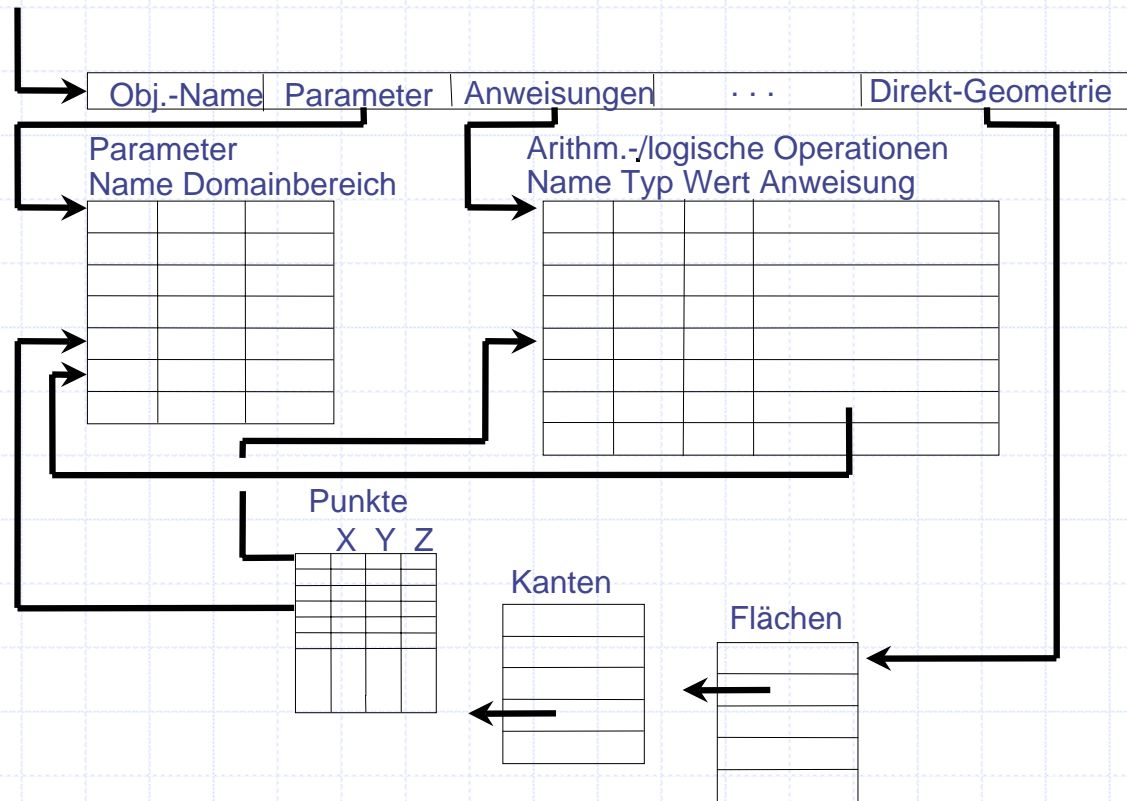 Obj.-Name Parameter Anweisungen . . . Direkt-Geometrie
Parameter
Name Domainbereich
Arithm.-/logische Operationen
Name Typ Wert Anweisung
Punkte
X Y Z
Kanten
Flächen